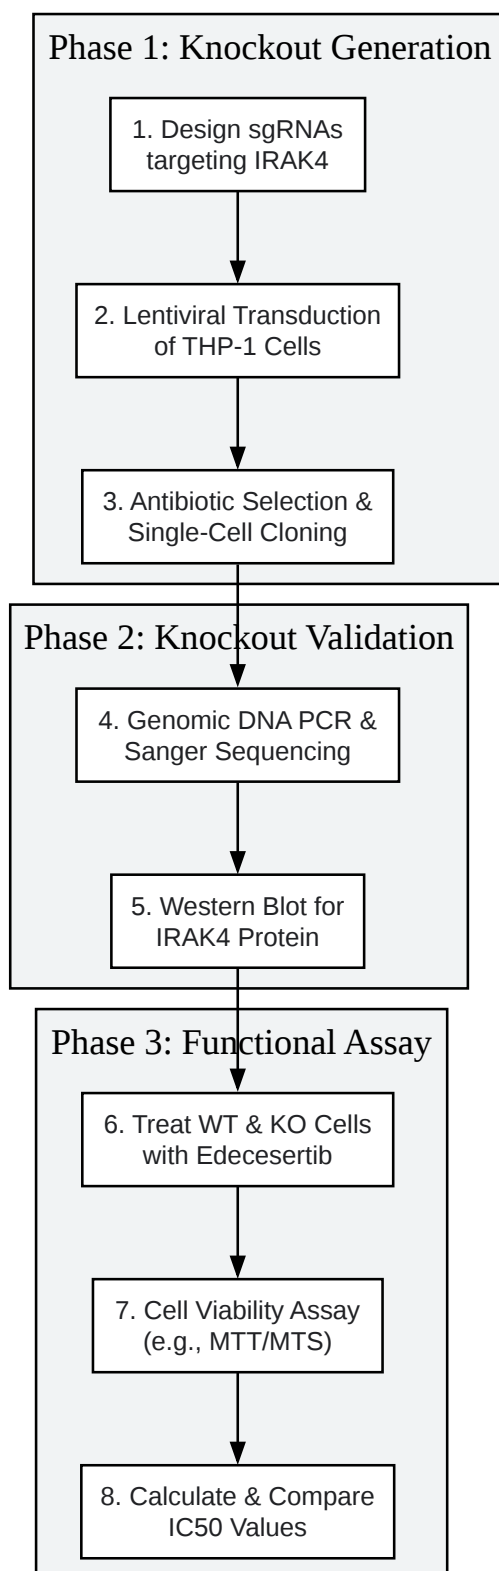 Phase 1: Knockout Generation
1. Design sgRNAs
targeting IRAK4
2. Lentiviral Transduction
of THP-1 Cells
3. Antibiotic Selection &
Single-Cell Cloning
Phase 2: Knockout Validation
4. Genomic DNA PCR &
Sanger Sequencing
5. Western Blot for
IRAK4 Protein
Phase 3: Functional Assay
6. Treat WT & KO Cells
with Edecesertib
7. Cell Viability Assay
(e.g., MTT/MTS)
8. Calculate & Compare
IC50 Values